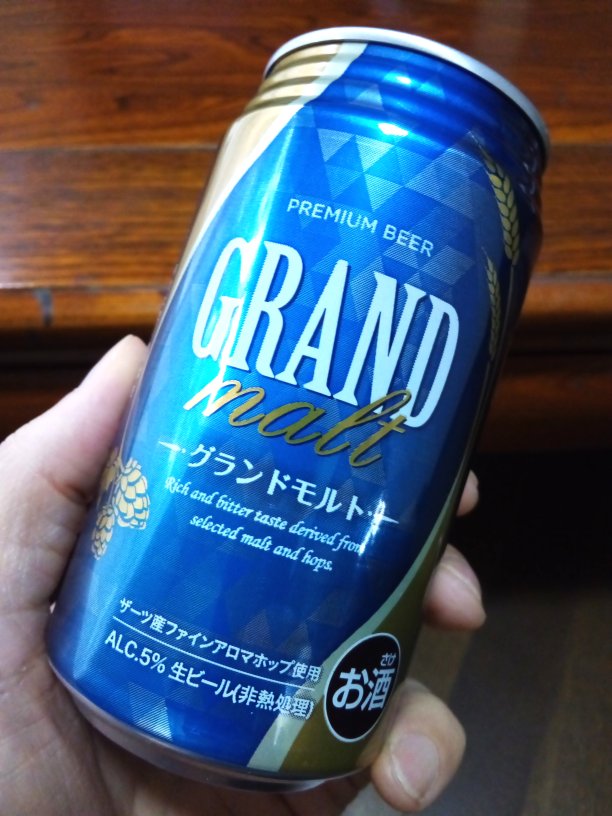 PREMIUM BEER
GRAND
malt
グランドモルト
Rich and bitter taste derived from
selected malt and hops.
ザーツ産ファインアロマホップ使用
ALC.5% 生ビール(非熱処理)
さけ
お酒